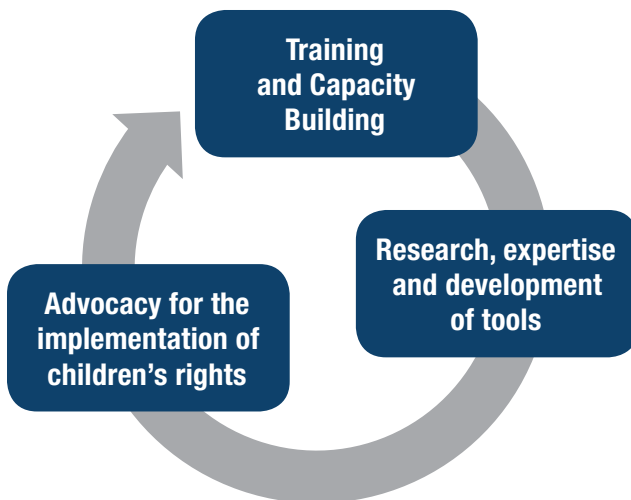 Training
and Capacity
Building
Research, expertise
and development
of tools
Advocacy for the
implementation of
children’s rights